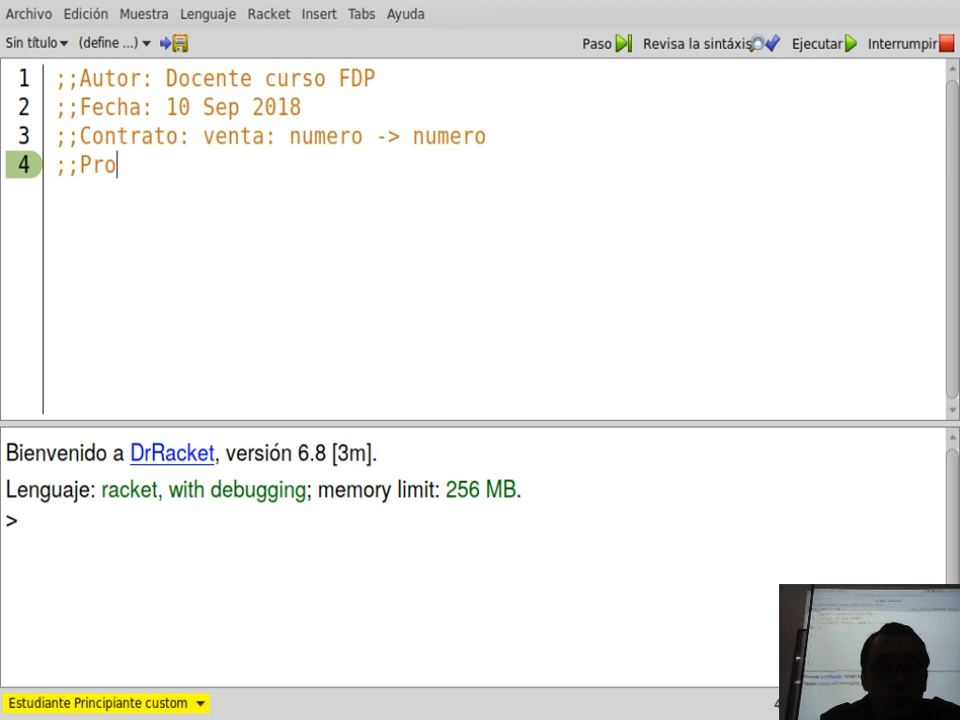 Archivo Edición Muestra Lenguaje Racket Insert Tabs Ayuda
Sin título (define ...) Paso Revisa la sintáxis Ejecutar Interrumpir
1 ;;Autor: Docente curso FDP
2 ;;Fecha: 10 Sep 2018
3 ;;Contrato: venta: numero -> numero
4 ;;Pro
Bienvenido a DrRacket, versión 6.8 [3m].
Lenguaje: racket, with debugging; memory limit: 256 MB.
>
Estudiante Principiante custom